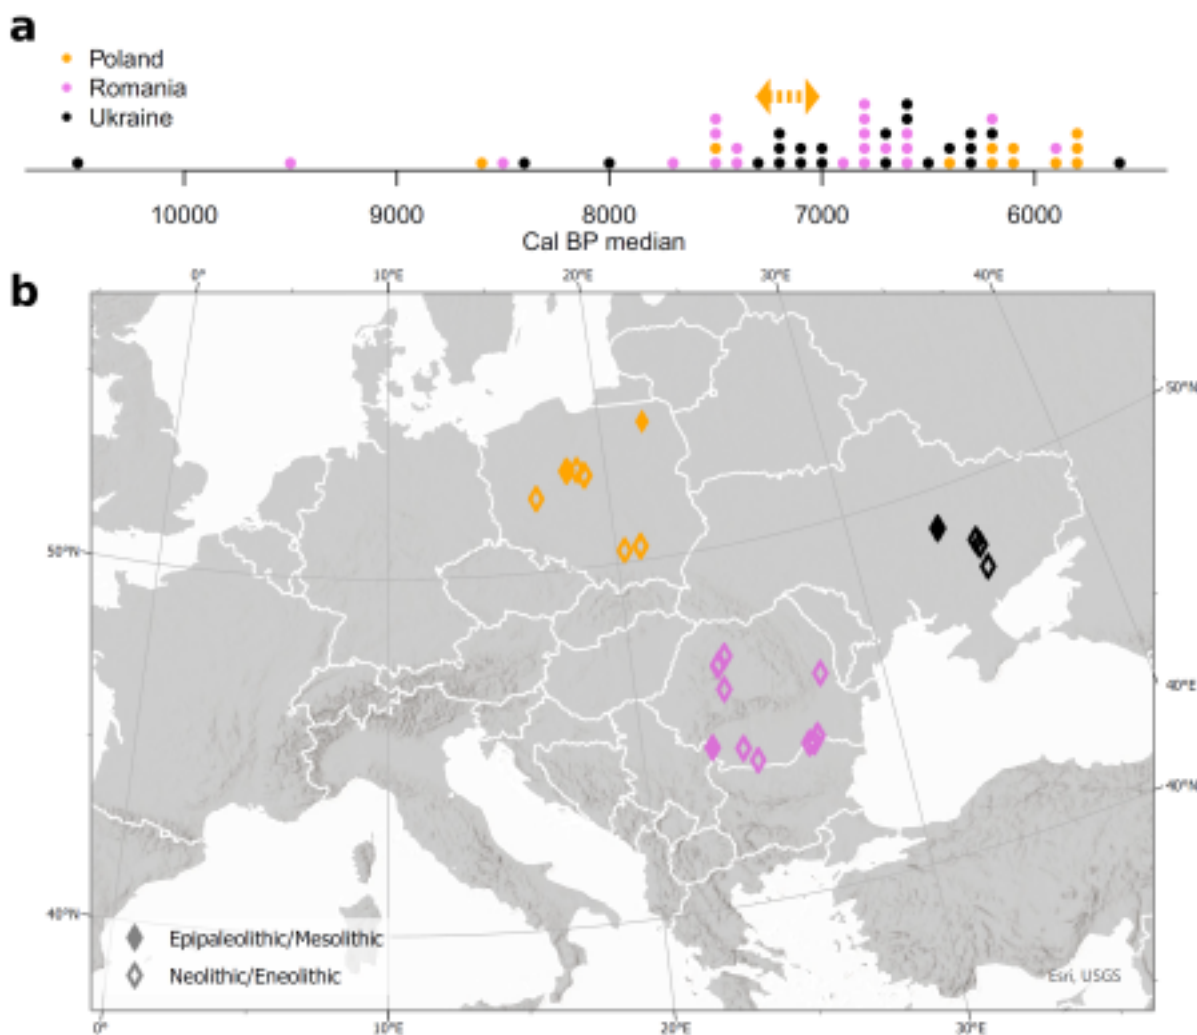 a
Poland
Romania
Ukraine
10000 9000 8000 7000 6000
Cal BP median
b
0° 10°E 20°E 30°E 40°E
50°N
50°N
40°E
40°N
40°N
Epipaleolithic/Mesolithic
Neolithic/Eneolithic
Esri, USGS
0° 10°E 20°E 30°E